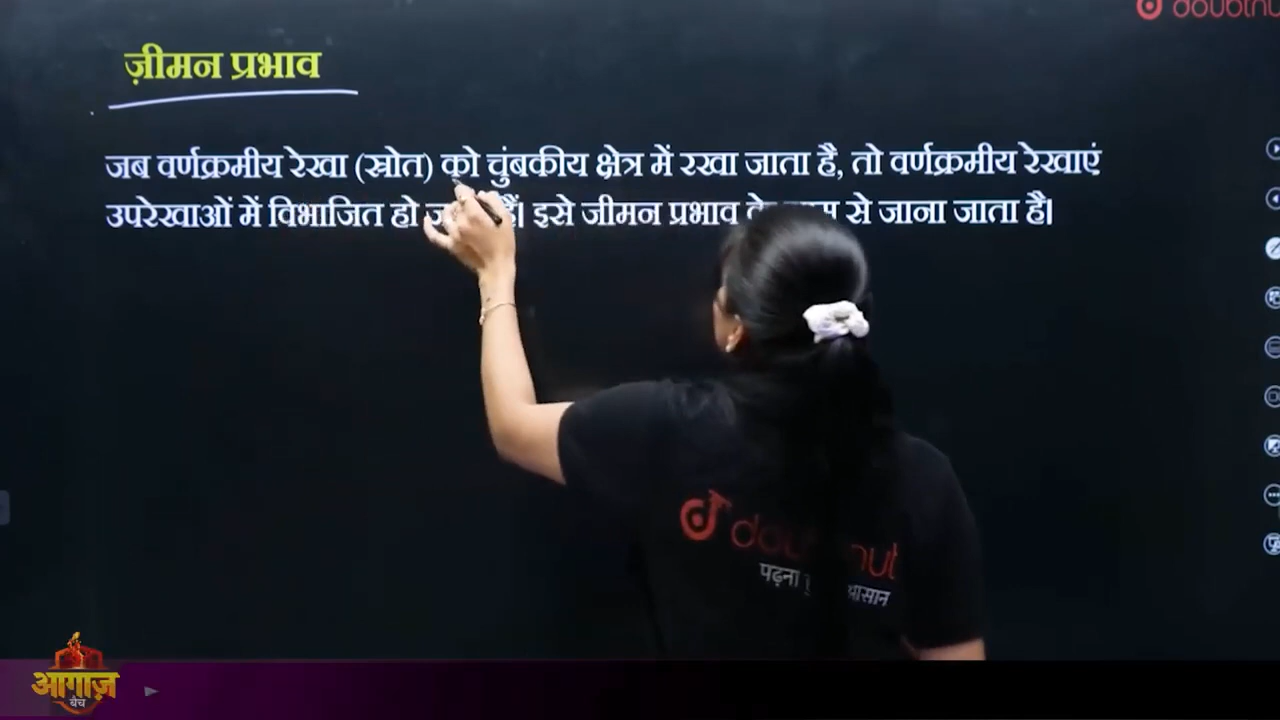 doubtnu
ज़ीमन प्रभाव
जब वर्णक्रमीय रेखा (स्रोत) को चुंबकीय क्षेत्र में रखा जाता है, तो वर्णक्रमीय रेखाएं
उपरेखाओं में विभाजित हो हैं। इसे जीमन प्रभाव से जाना जाता है।
doubtnut
पढ़ना आसान
आगाज़
बैच